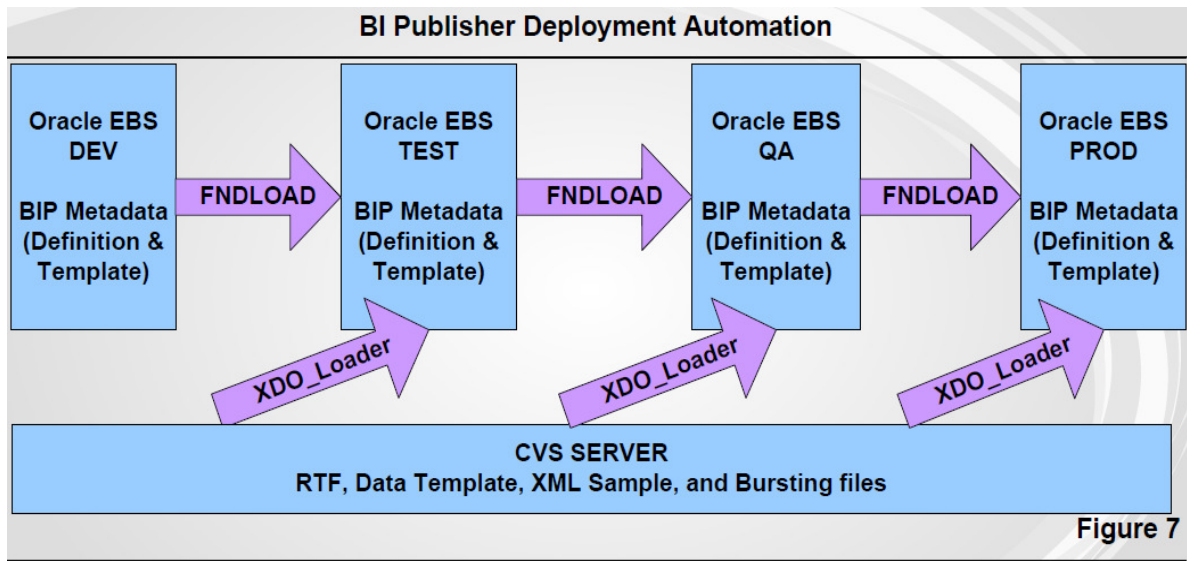 BI Publisher Deployment Automation
Oracle EBS
DEV
BIP Metadata
(Definition &
Template)
FNDLOAD
Oracle EBS
TEST
BIP Metadata
(Definition &
Template)
FNDLOAD
Oracle EBS
QA
BIP Metadata
(Definition &
Template)
FNDLOAD
Oracle EBS
PROD
BIP Metadata
(Definition &
Template)
XDO_Loader
XDO_Loader
XDO_Loader
CVS SERVER
RTF, Data Template, XML Sample, and Bursting files
Figure 7